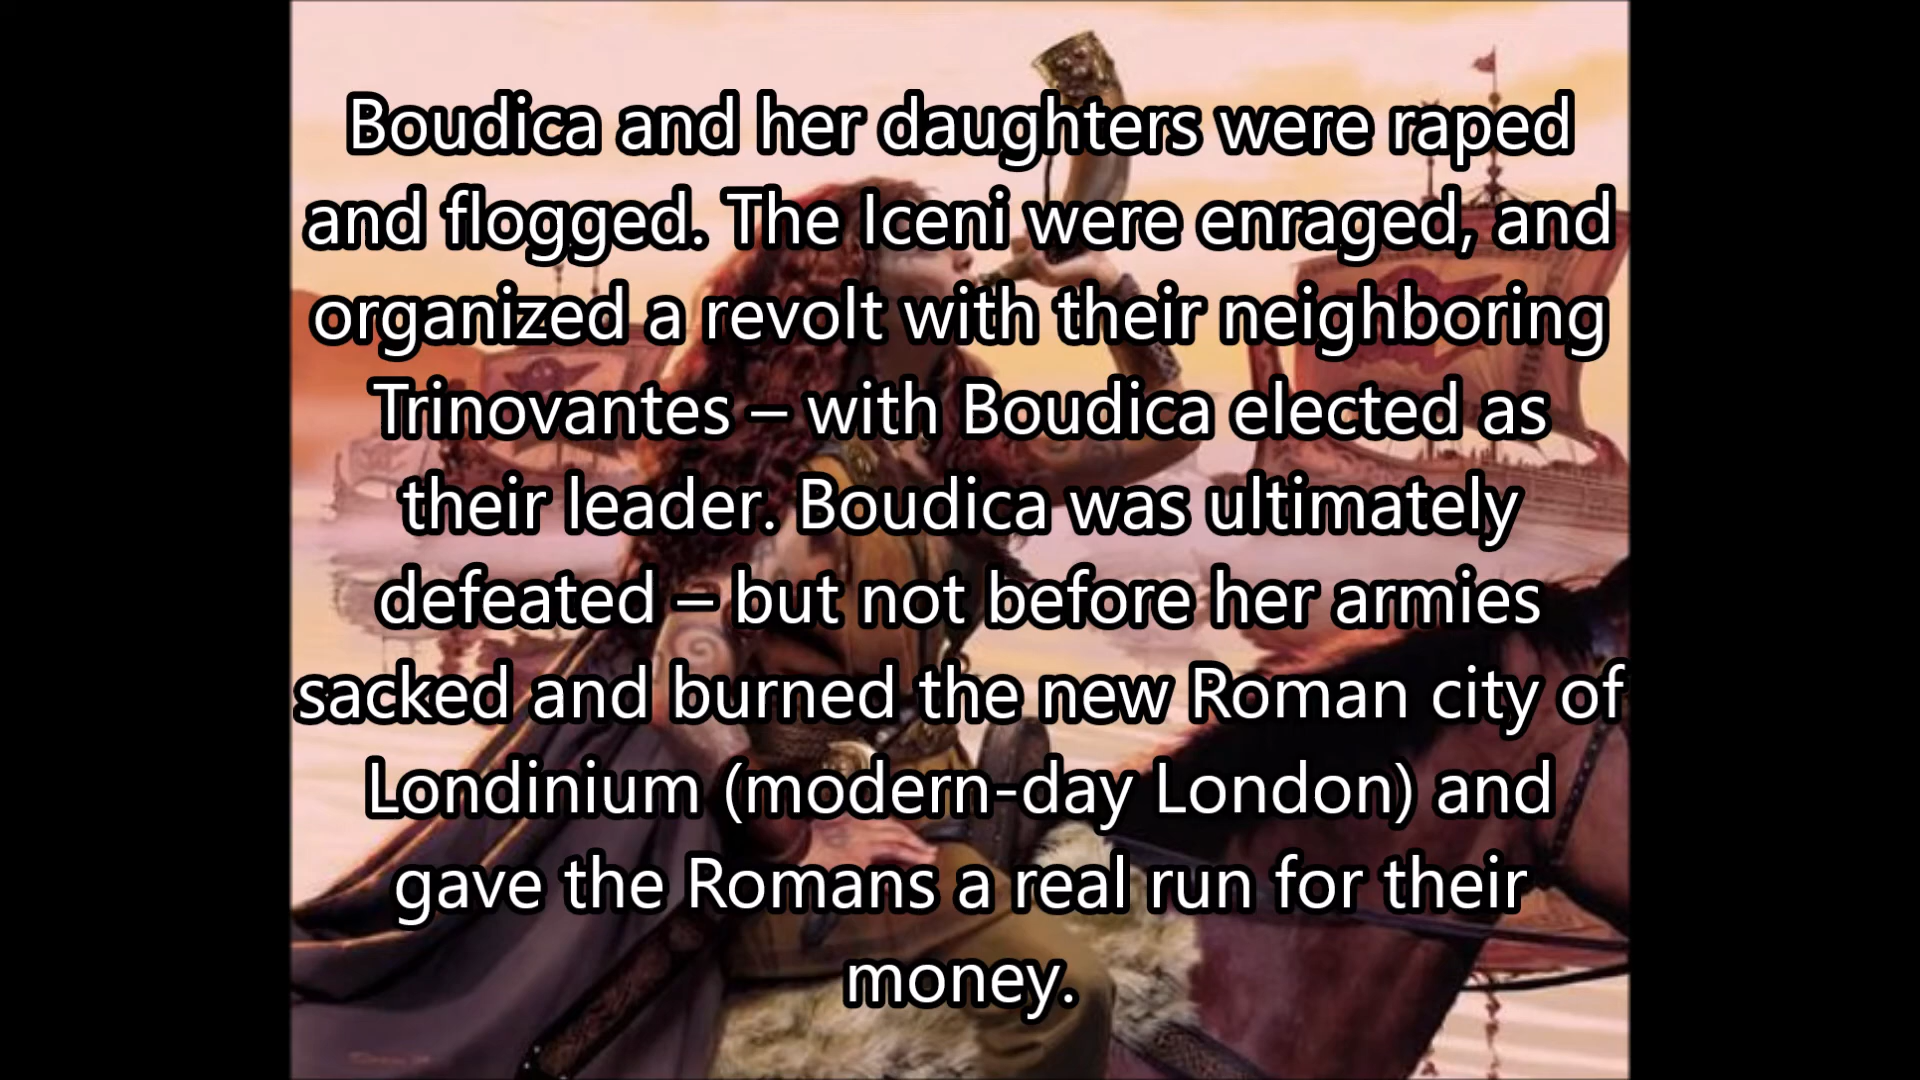 Boudica and her daughters were raped
and flogged. The Iceni were enraged, and
organized a revolt with their neighboring
Trinovantes – with Boudica elected as
their leader. Boudica was ultimately
defeated – but not before her armies
sacked and burned the new Roman city of
Londinium (modern-day London) and
gave the Romans a real run for their
money.